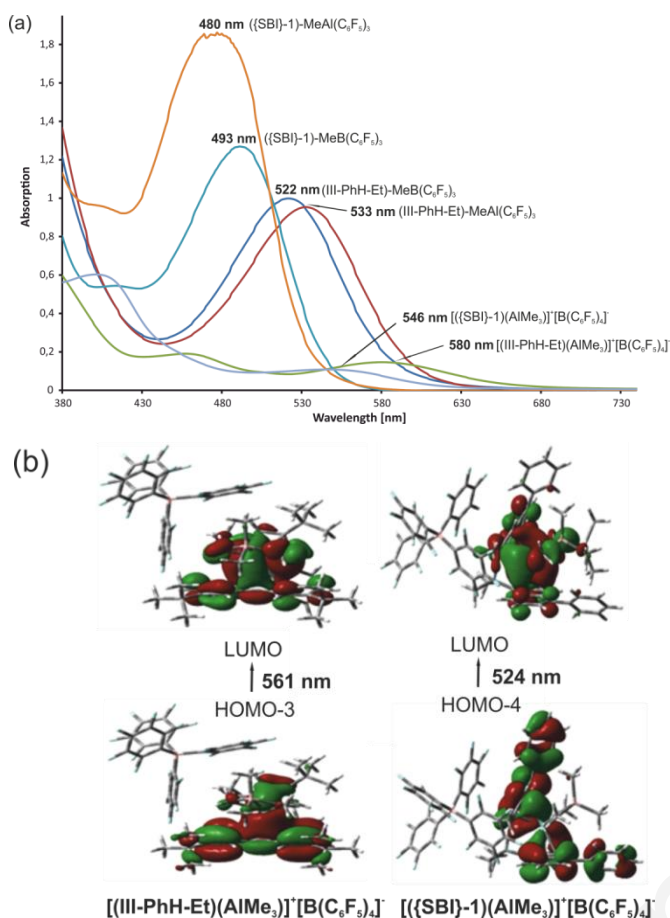 (a)
480 nm ({SBI}-1)-MeAl(C₆F₅)₃
493 nm ({SBI}-1)-MeB(C₆F₅)₃
522 nm (III-PhH-Et)-MeB(C₆F₅)₃
533 nm (III-PhH-Et)-MeAl(C₆F₅)₃
546 nm [({SBI}-1)(AlMe₃)]⁺[B(C₆F₅)₄]⁻
580 nm [(III-PhH-Et)(AlMe₃)]⁺[B(C₆F₅)₄]⁻
Absorption
2
1,8
1,6
1,4
1,2
1
0,8
0,6
0,4
0,2
0
380 430 480 530 580 630 680 730
Wavelength [nm]
(b)
LUMO LUMO
561 nm 524 nm
HOMO-3 HOMO-4
[(III-PhH-Et)(AlMe₃)]⁺[B(C₆F₅)₄]⁻ [({SBI}-1)(AlMe₃)]⁺[B(C₆F₅)₄]⁻